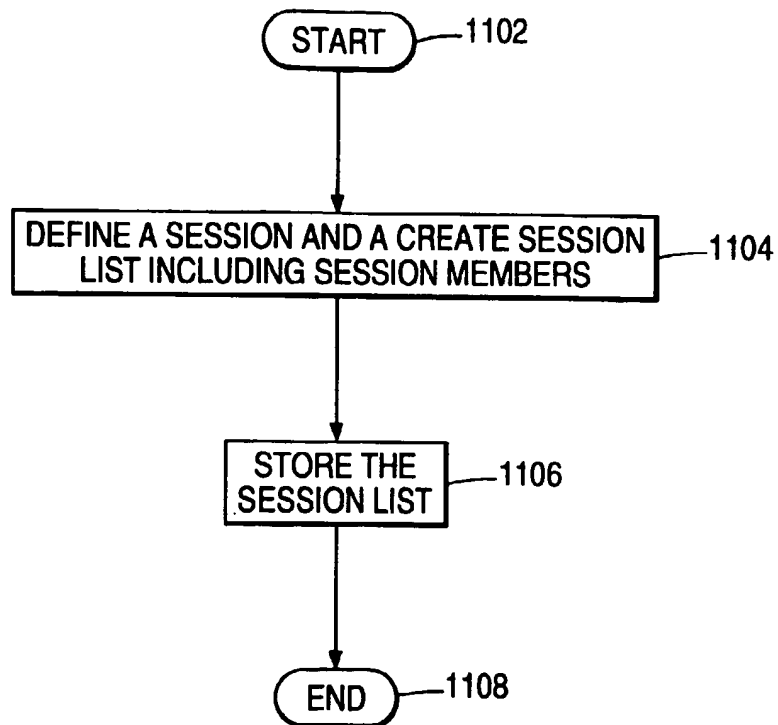 START
1102
DEFINE A SESSION AND A CREATE SESSION
LIST INCLUDING SESSION MEMBERS
1104
STORE THE
SESSION LIST
1106
END
1108